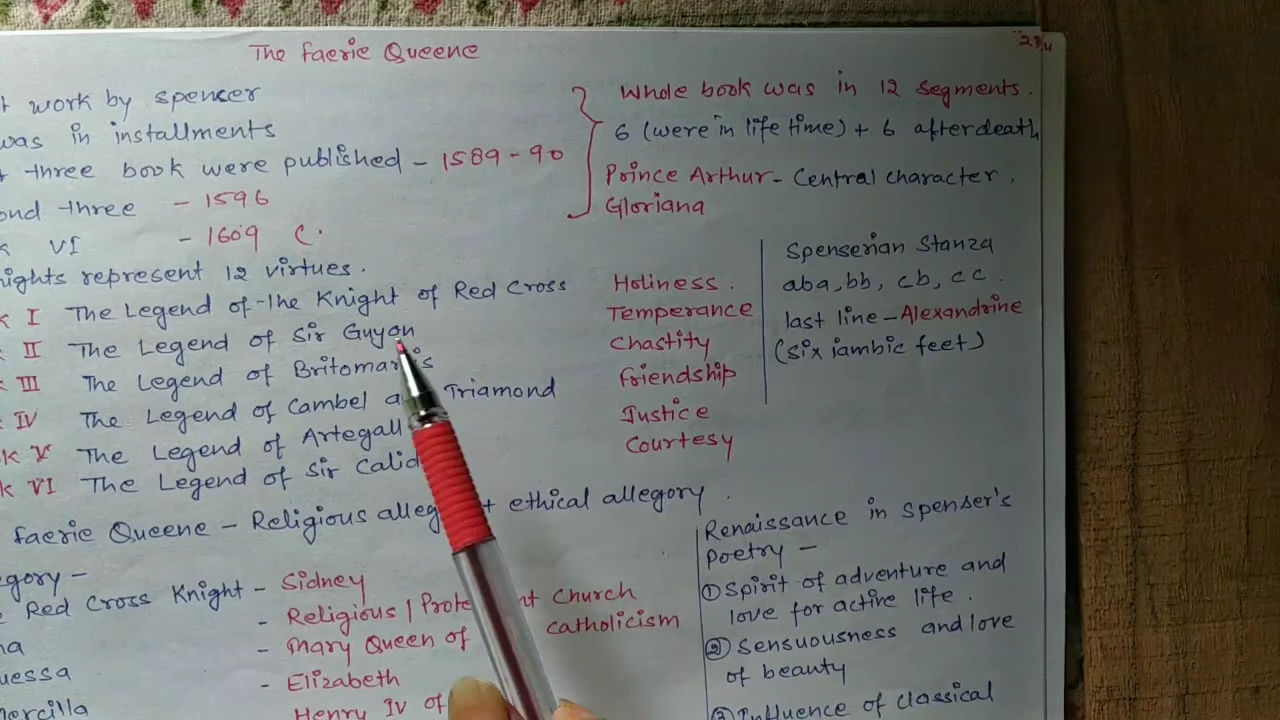 The Faerie Queene
work by spenser
was in installments
three book were published - 1589-90
ond three - 1596
VI - 1609 C.
Whole book was in 12 segments.
6 (were in life time) + 6 after death
Prince Arthur - Central character.
Gloriana
nights represent 12 virtues.
I The Legend of the Knight of Red Cross Holiness.
II The Legend of Sir Guyon Temperance
III The Legend of Britomartis Chastity
IV The Legend of Cambel Triamond friendship
K V The Legend of Artegall Justice
K VI The Legend of Sir Calid Courtesy
Spenserian Stanza
aba, bb, cb, cc.
last line - Alexandrine
(six iambic feet)
faerie Queene - Religious alleg + ethical allegory.
egory -
Red Cross Knight - Sidney
- Religious | Prote nt Church
- Mary Queen of catholicism
uessa - Elizabeth
Mercilla Henry IV of
Renaissance in Spenser's
Poetry -
① Spirit of adventure and
love for active life.
② Sensuousness and love
of beauty
③ Influence of classical